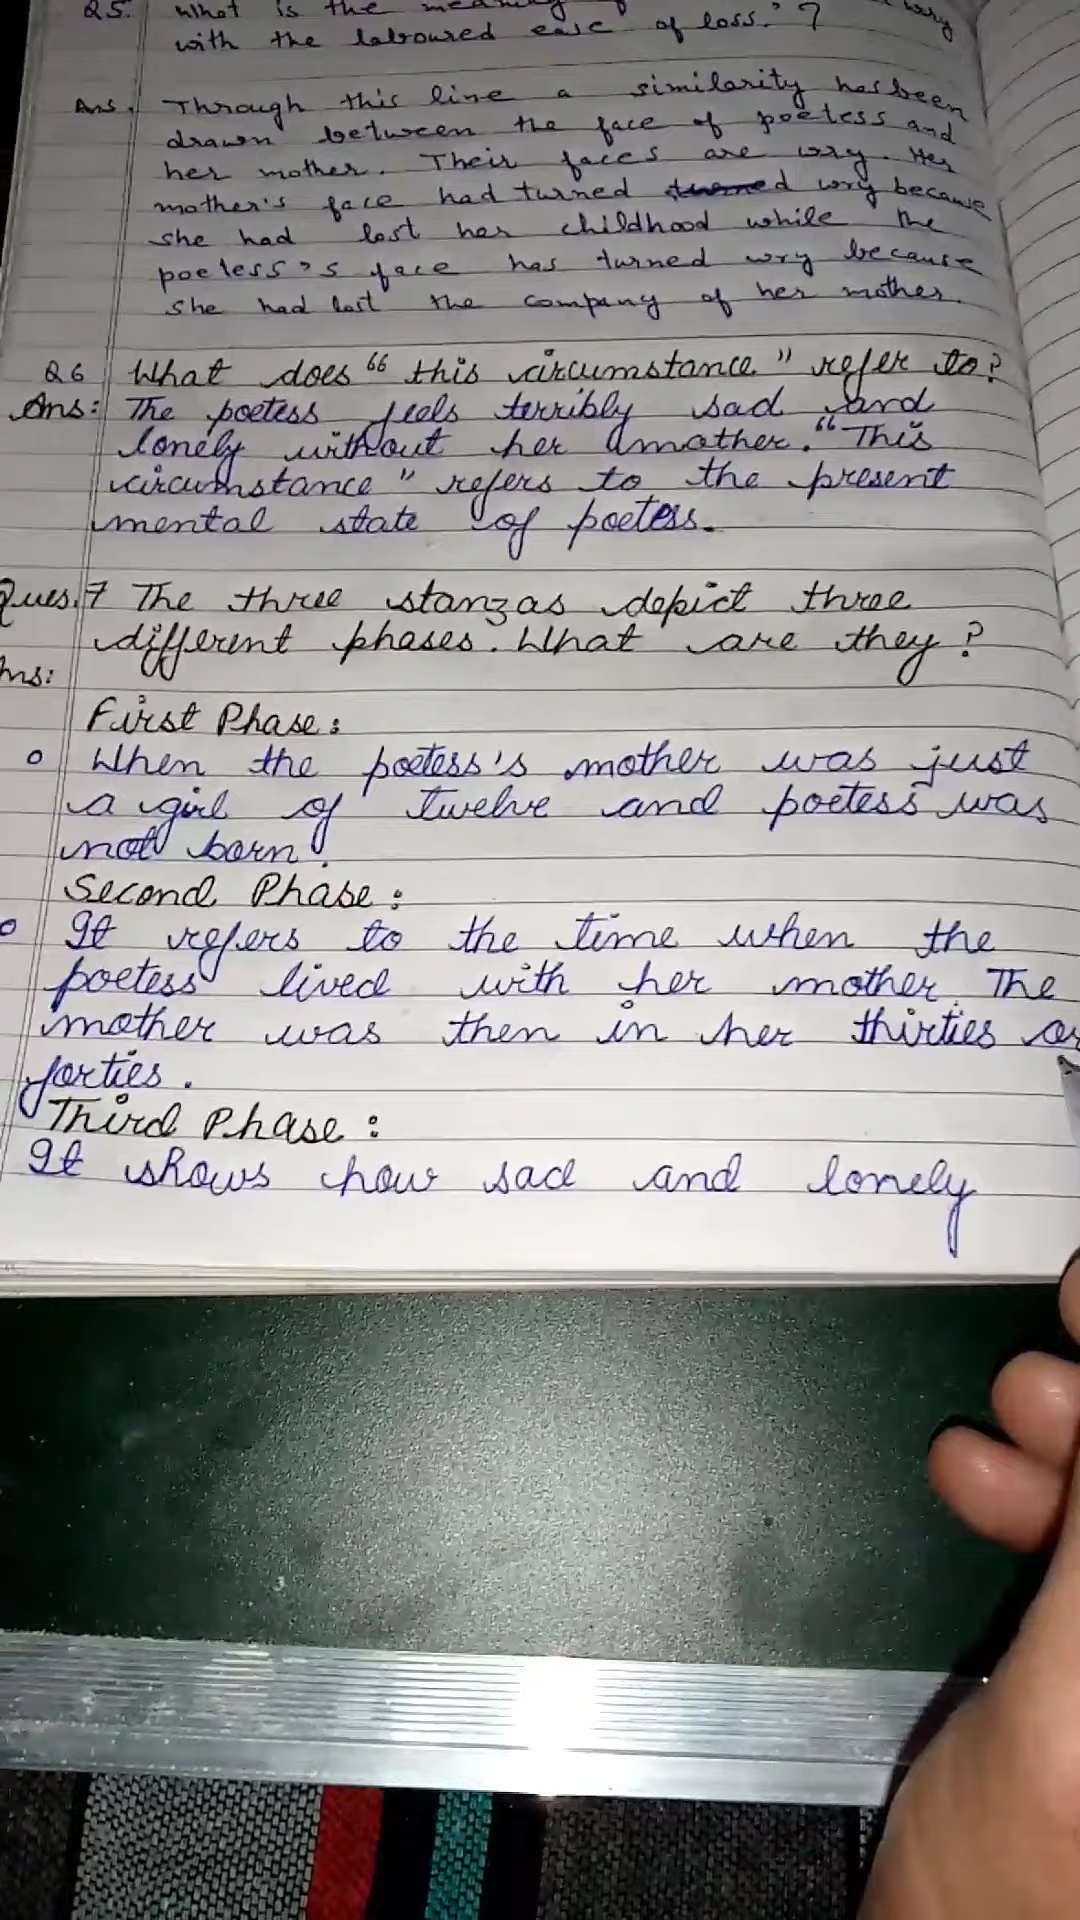 Q5. What is the meaning wry
with the laboured ease of loss.' ?
Ans. Through this line a similarity has been
drawn between the face of poetess and
her mother. Their faces are wry. Her
mother's face had turned turned wry because
she had lost her childhood while the
poetess's face has turned wry because
she had lost the company of her mother.
Q6 What does "this circumstance" refer to?
Ans: The poetess feels terribly sad and
lonely without her mother. "This
circumstance" refers to the present
mental state of poetess.
Ques.7 The three stanzas depict three
different phases. What are they?
Ans:
First Phase:
o When the poetess's mother was just
a girl of twelve and poetess was
not born.
Second Phase:
o It refers to the time when the
poetess lived with her mother. The
mother was then in her thirties or
forties.
Third Phase:
It shows how sad and lonely